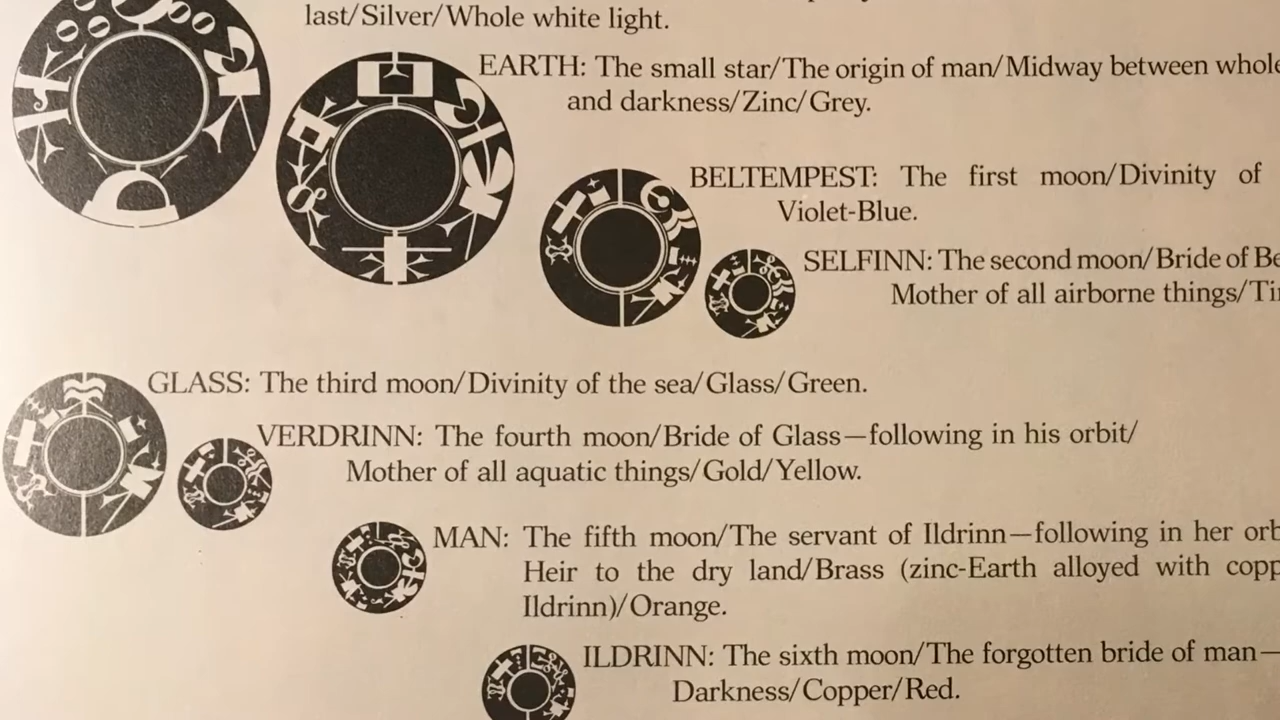 last/Silver/Whole white light.
EARTH: The small star/The origin of man/Midway between whole
and darkness/Zinc/Grey.
BELTEMPEST: The first moon/Divinity of
Violet-Blue.
SELFINN: The second moon/Bride of Be
Mother of all airborne things/Tin
GLASS: The third moon/Divinity of the sea/Glass/Green.
VERDRINN: The fourth moon/Bride of Glass—following in his orbit/
Mother of all aquatic things/Gold/Yellow.
MAN: The fifth moon/The servant of Ildrinn—following in her orb
Heir to the dry land/Brass (zinc-Earth alloyed with copp
Ildrinn)/Orange.
ILDRINN: The sixth moon/The forgotten bride of man—
Darkness/Copper/Red.